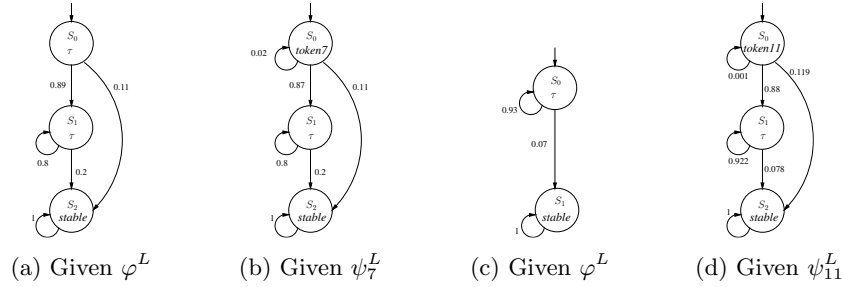 S₀
τ
0.89
0.11
S₁
τ
0.8
0.2
S₂
1
stable
(a) Given φ^L
S₀
0.02
token7
0.87
0.11
S₁
τ
0.8
0.2
S₂
1
stable
(b) Given ψ₇^L
S₀
τ
0.93
0.07
S₁
1
stable
(c) Given φ^L
S₀
token11
0.001
0.119
0.88
S₁
τ
0.922
0.078
S₂
1
stable
(d) Given ψ₁₁^L